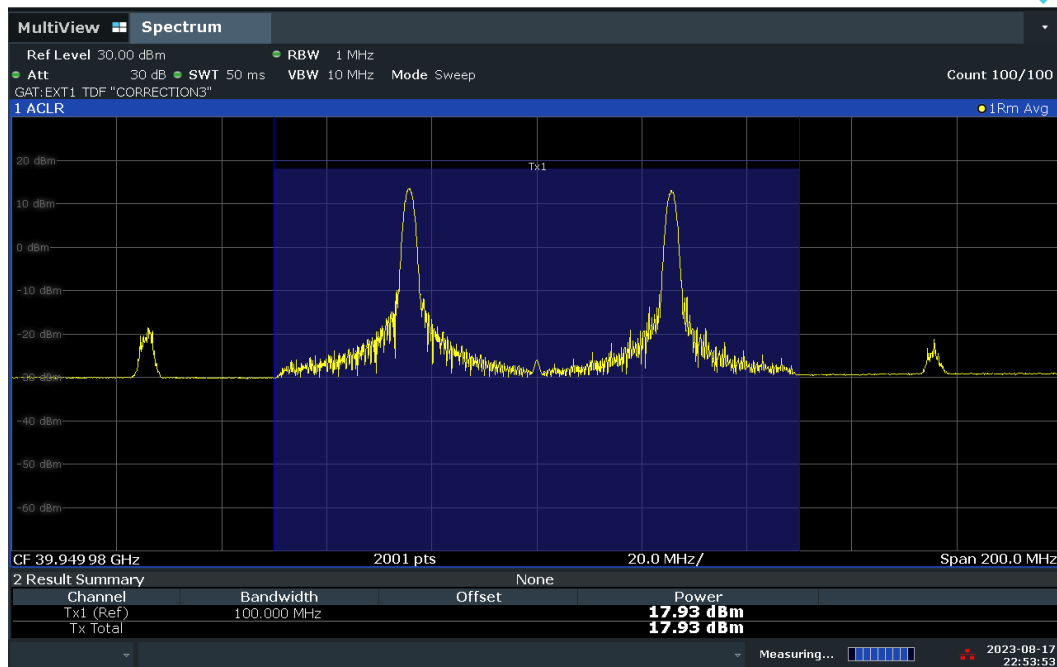 MultiView Spectrum
Ref Level 30.00 dBm RBW 1 MHz
Att 30 dB SWT 50 ms VBW 10 MHz Mode Sweep Count 100/100
GAT:EXT1 TDF "CORRECTION3"
1 ACLR 1Rm Avg
20 dBm
Tx1
10 dBm
0 dBm
-10 dBm
-20 dBm
-30 dBm
-40 dBm
-50 dBm
-60 dBm
CF 39.94998 GHz 2001 pts 20.0 MHz/ Span 200.0 MHz
2 Result Summary None
Channel Bandwidth Offset Power
Tx1 (Ref) 100.000 MHz 17.93 dBm
Tx Total 17.93 dBm
Measuring... 2023-08-17
22:53:53